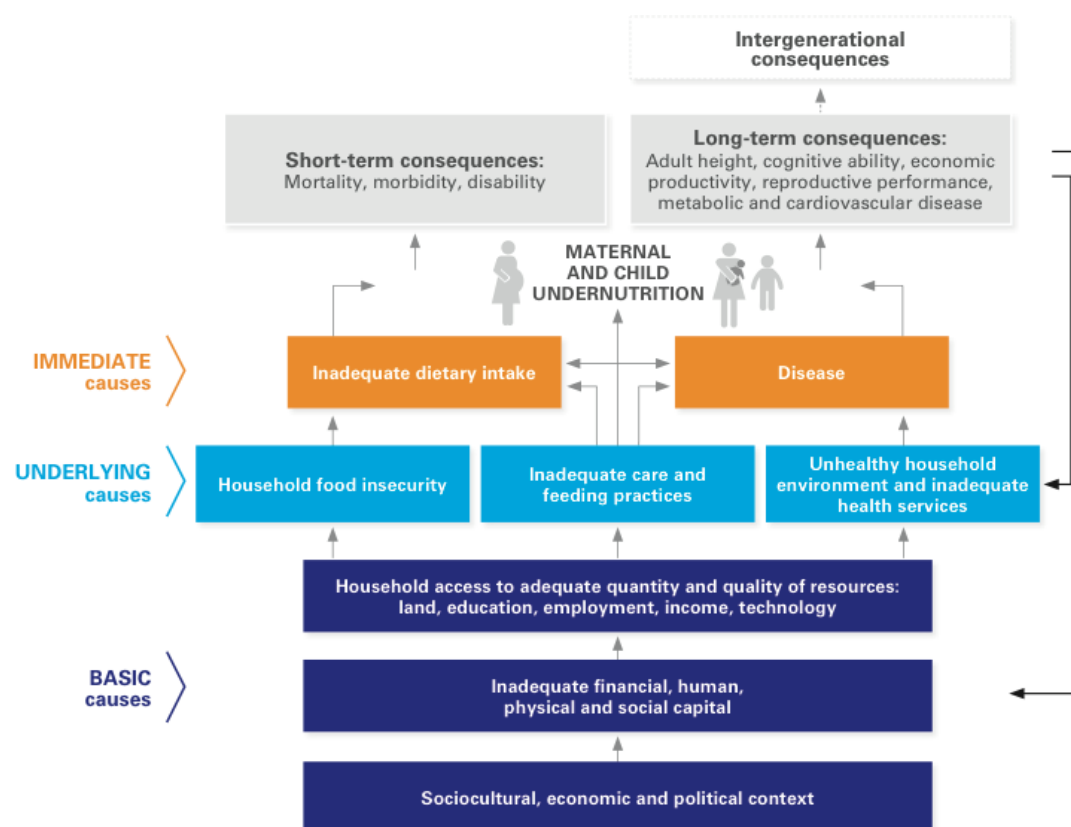 Intergenerational
consequences
Short-term consequences:
Mortality, morbidity, disability
Long-term consequences:
Adult height, cognitive ability, economic
productivity, reproductive performance,
metabolic and cardiovascular disease
MATERNAL
AND CHILD
UNDERNUTRITION
IMMEDIATE
causes
Inadequate dietary intake
Disease
UNDERLYING
causes
Household food insecurity
Inadequate care and
feeding practices
Unhealthy household
environment and inadequate
health services
Household access to adequate quantity and quality of resources:
land, education, employment, income, technology
BASIC
causes
Inadequate financial, human,
physical and social capital
Sociocultural, economic and political context